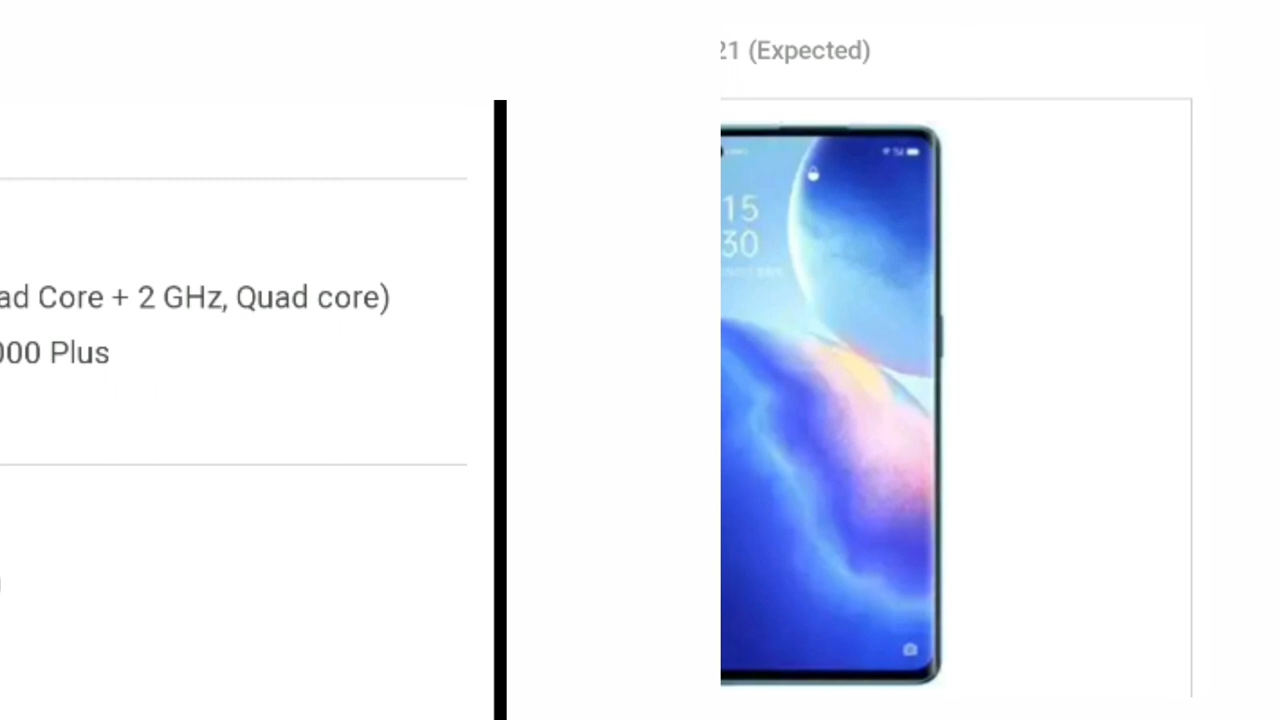 ad Core + 2 GHz, Quad core)
000 Plus
21 (Expected)
15
30